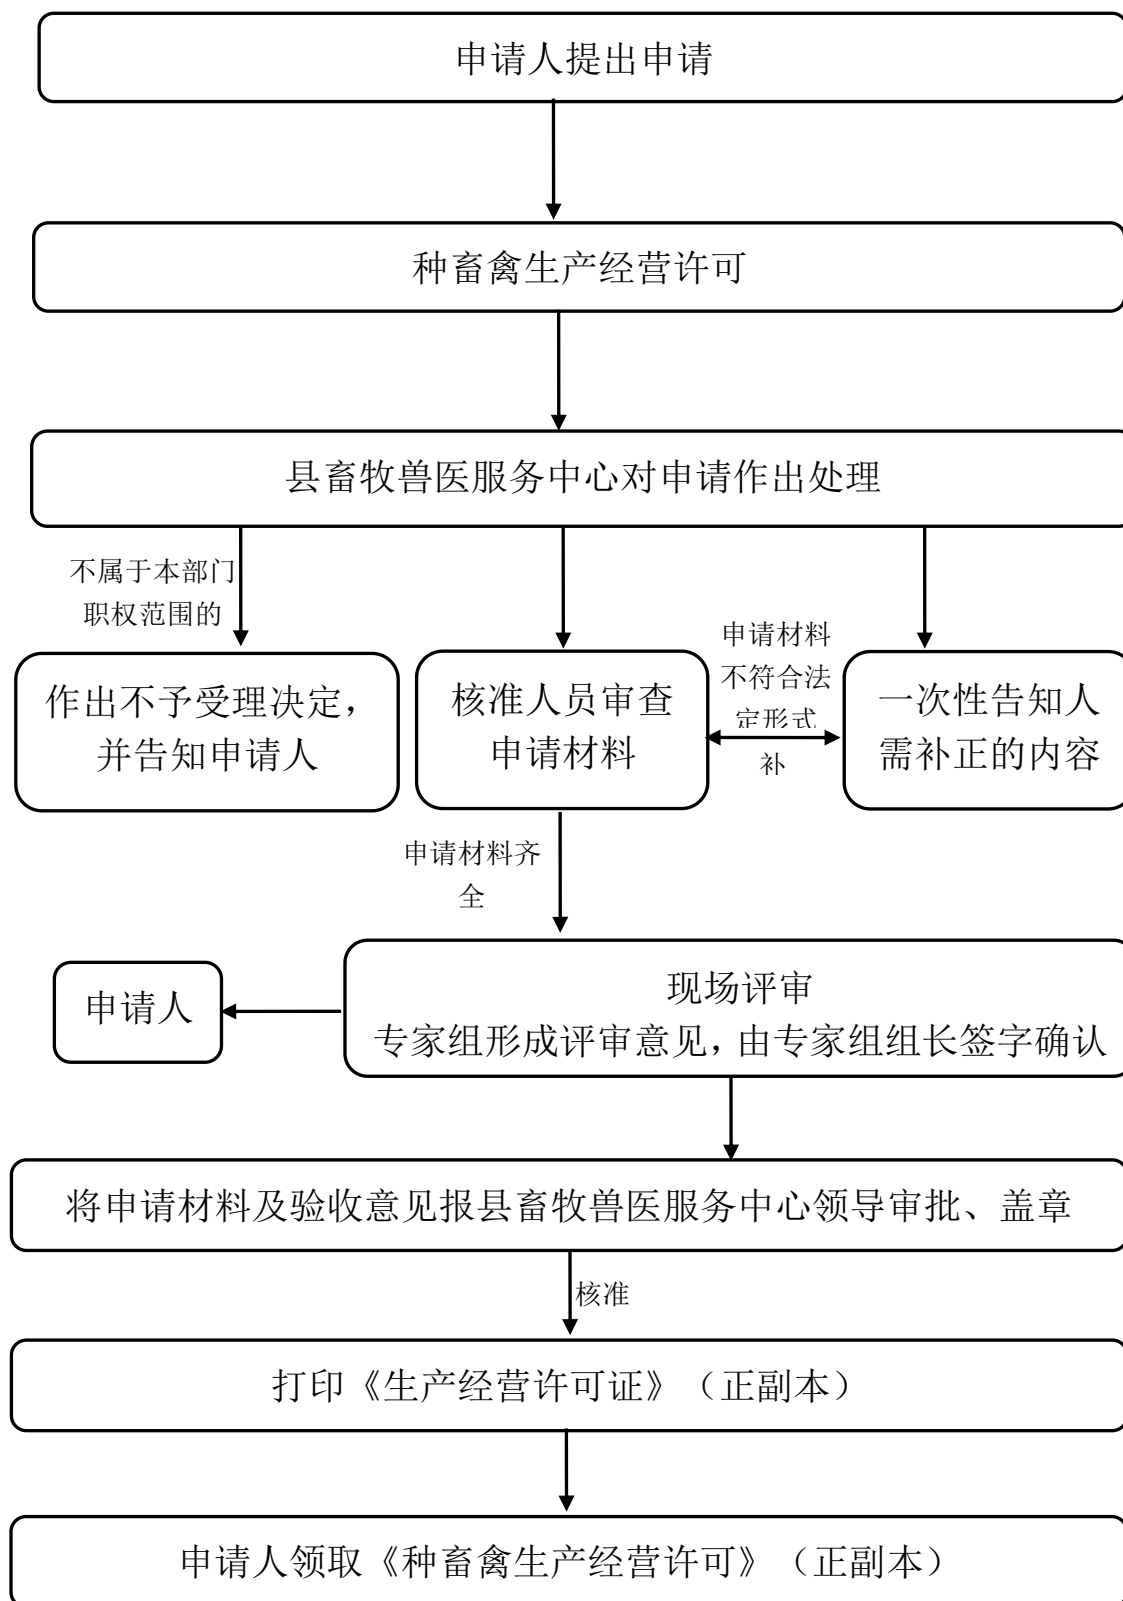 申请人提出申请
种畜禽生产经营许可
县畜牧兽医服务中心对申请作出处理
不属于本部门
职权范围的
作出不予受理决定，
并告知申请人
核准人员审查
申请材料
申请材料
不符合法
定形式
补
一次性告知人
需补正的内容
申请材料齐
全
申请人
现场评审
专家组形成评审意见，由专家组组长签字确认
将申请材料及验收意见报县畜牧兽医服务中心领导审批、盖章
核准
打印《生产经营许可证》（正副本）
申请人领取《种畜禽生产经营许可》（正副本）